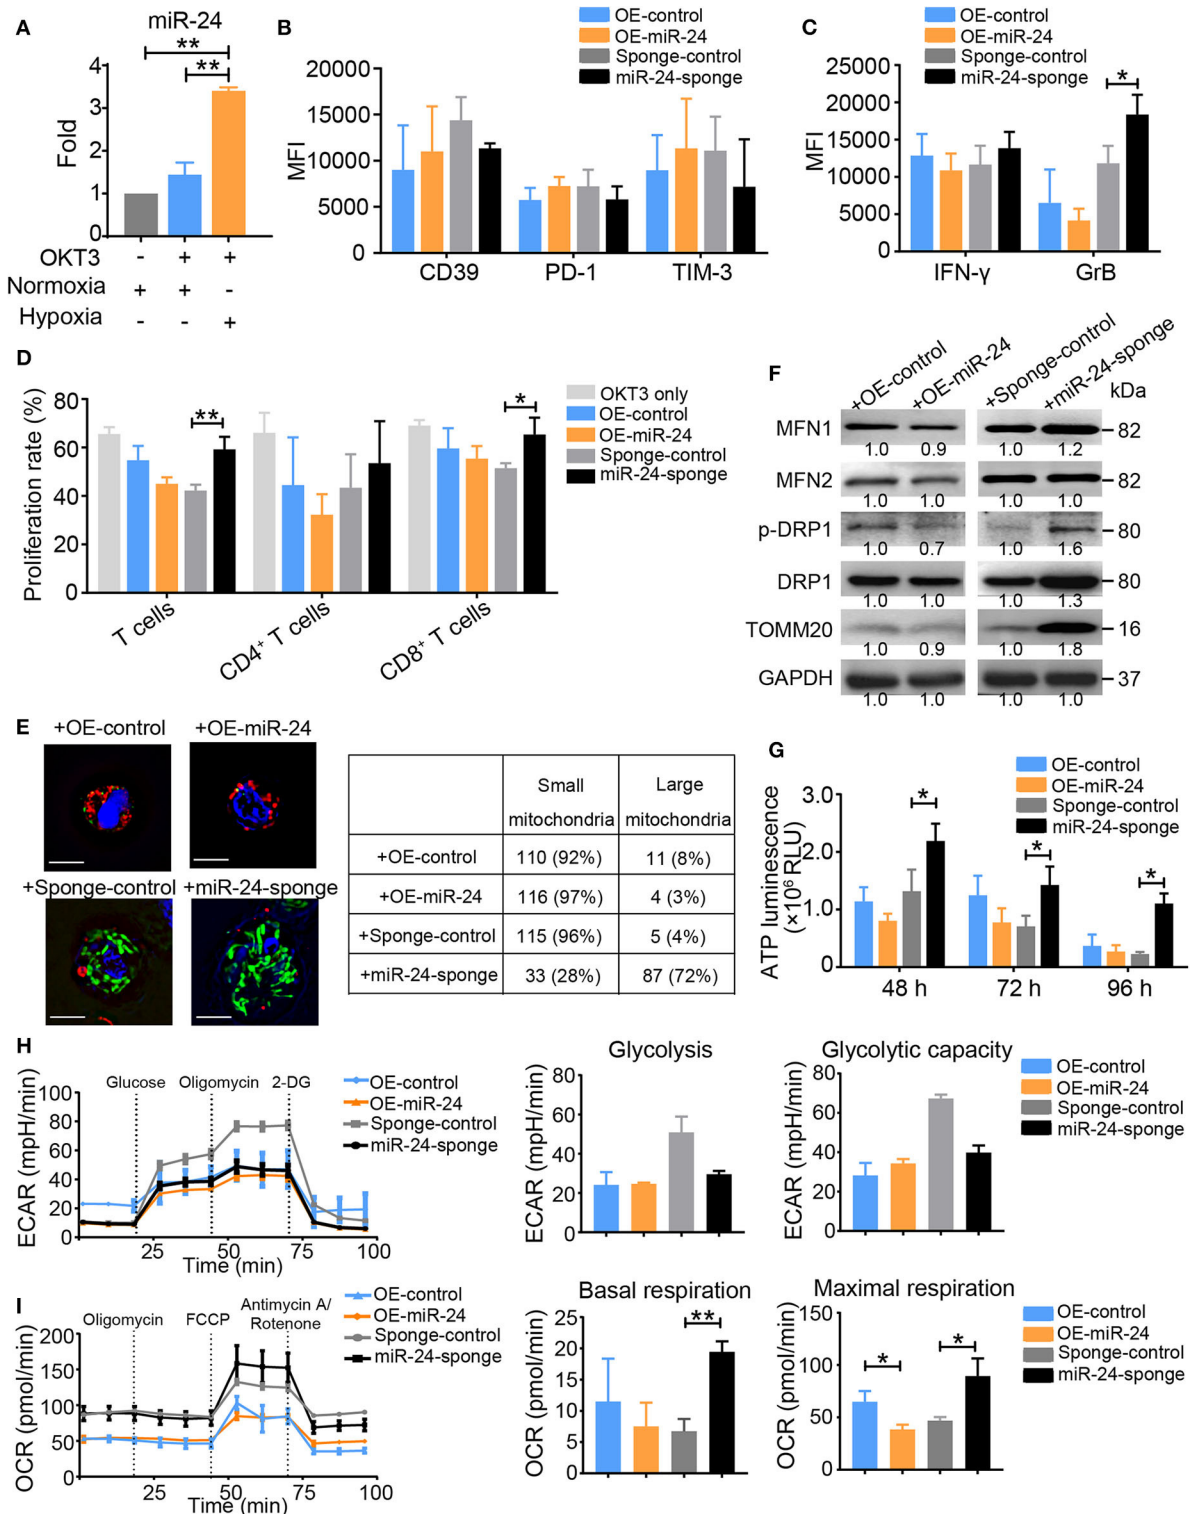 A
miR-24
**
**
Fold
4
3
2
1
0
OKT3 - + +
Normoxia + + -
Hypoxia - - +
B
OE-control
OE-miR-24
Sponge-control
miR-24-sponge
MFI
20000
15000
10000
5000
0
CD39 PD-1 TIM-3
C
OE-control
OE-miR-24
Sponge-control
miR-24-sponge
*
MFI
25000
20000
15000
10000
5000
0
IFN-γ GrB
D
OKT3 only
OE-control
OE-miR-24
Sponge-control
miR-24-sponge
** *
Proliferation rate (%)
80
60
40
20
0
T cells CD4+ T cells CD8+ T cells
F
+OE-control +OE-miR-24 +Sponge-control +miR-24-sponge kDa
MFN1 82
1.0 0.9 1.0 1.2
MFN2 82
1.0 1.0 1.0 1.0
p-DRP1 80
1.0 0.7 1.0 1.6
DRP1 80
1.0 1.0 1.0 1.3
TOMM20 16
1.0 0.9 1.0 1.8
GAPDH 37
1.0 1.0 1.0 1.0
E
+OE-control +OE-miR-24
+Sponge-control +miR-24-sponge
Small mitochondria Large mitochondria
+OE-control 110 (92%) 11 (8%)
+OE-miR-24 116 (97%) 4 (3%)
+Sponge-control 115 (96%) 5 (4%)
+miR-24-sponge 33 (28%) 87 (72%)
G
OE-control
OE-miR-24
Sponge-control
miR-24-sponge
* * *
ATP luminescence
(×10⁶ RLU)
3.0
2.0
1.0
0
48 h 72 h 96 h
H
Glucose Oligomycin 2-DG
OE-control
OE-miR-24
Sponge-control
miR-24-sponge
ECAR (mpH/min)
100
80
60
40
20
0
25 50 75 100
Time (min)
Glycolysis
ECAR (mpH/min)
80
60
40
20
0
Glycolytic capacity
ECAR (mpH/min)
80
60
40
20
0
OE-control
OE-miR-24
Sponge-control
miR-24-sponge
I
Oligomycin FCCP Antimycin A/
Rotenone
OE-control
OE-miR-24
Sponge-control
miR-24-sponge
OCR (pmol/min)
200
150
100
50
0
25 50 75 100
Time (min)
Basal respiration
**
OCR (pmol/min)
25
20
15
10
5
0
Maximal respiration
* *
OCR (pmol/min)
150
100
50
0
OE-control
OE-miR-24
Sponge-control
miR-24-sponge